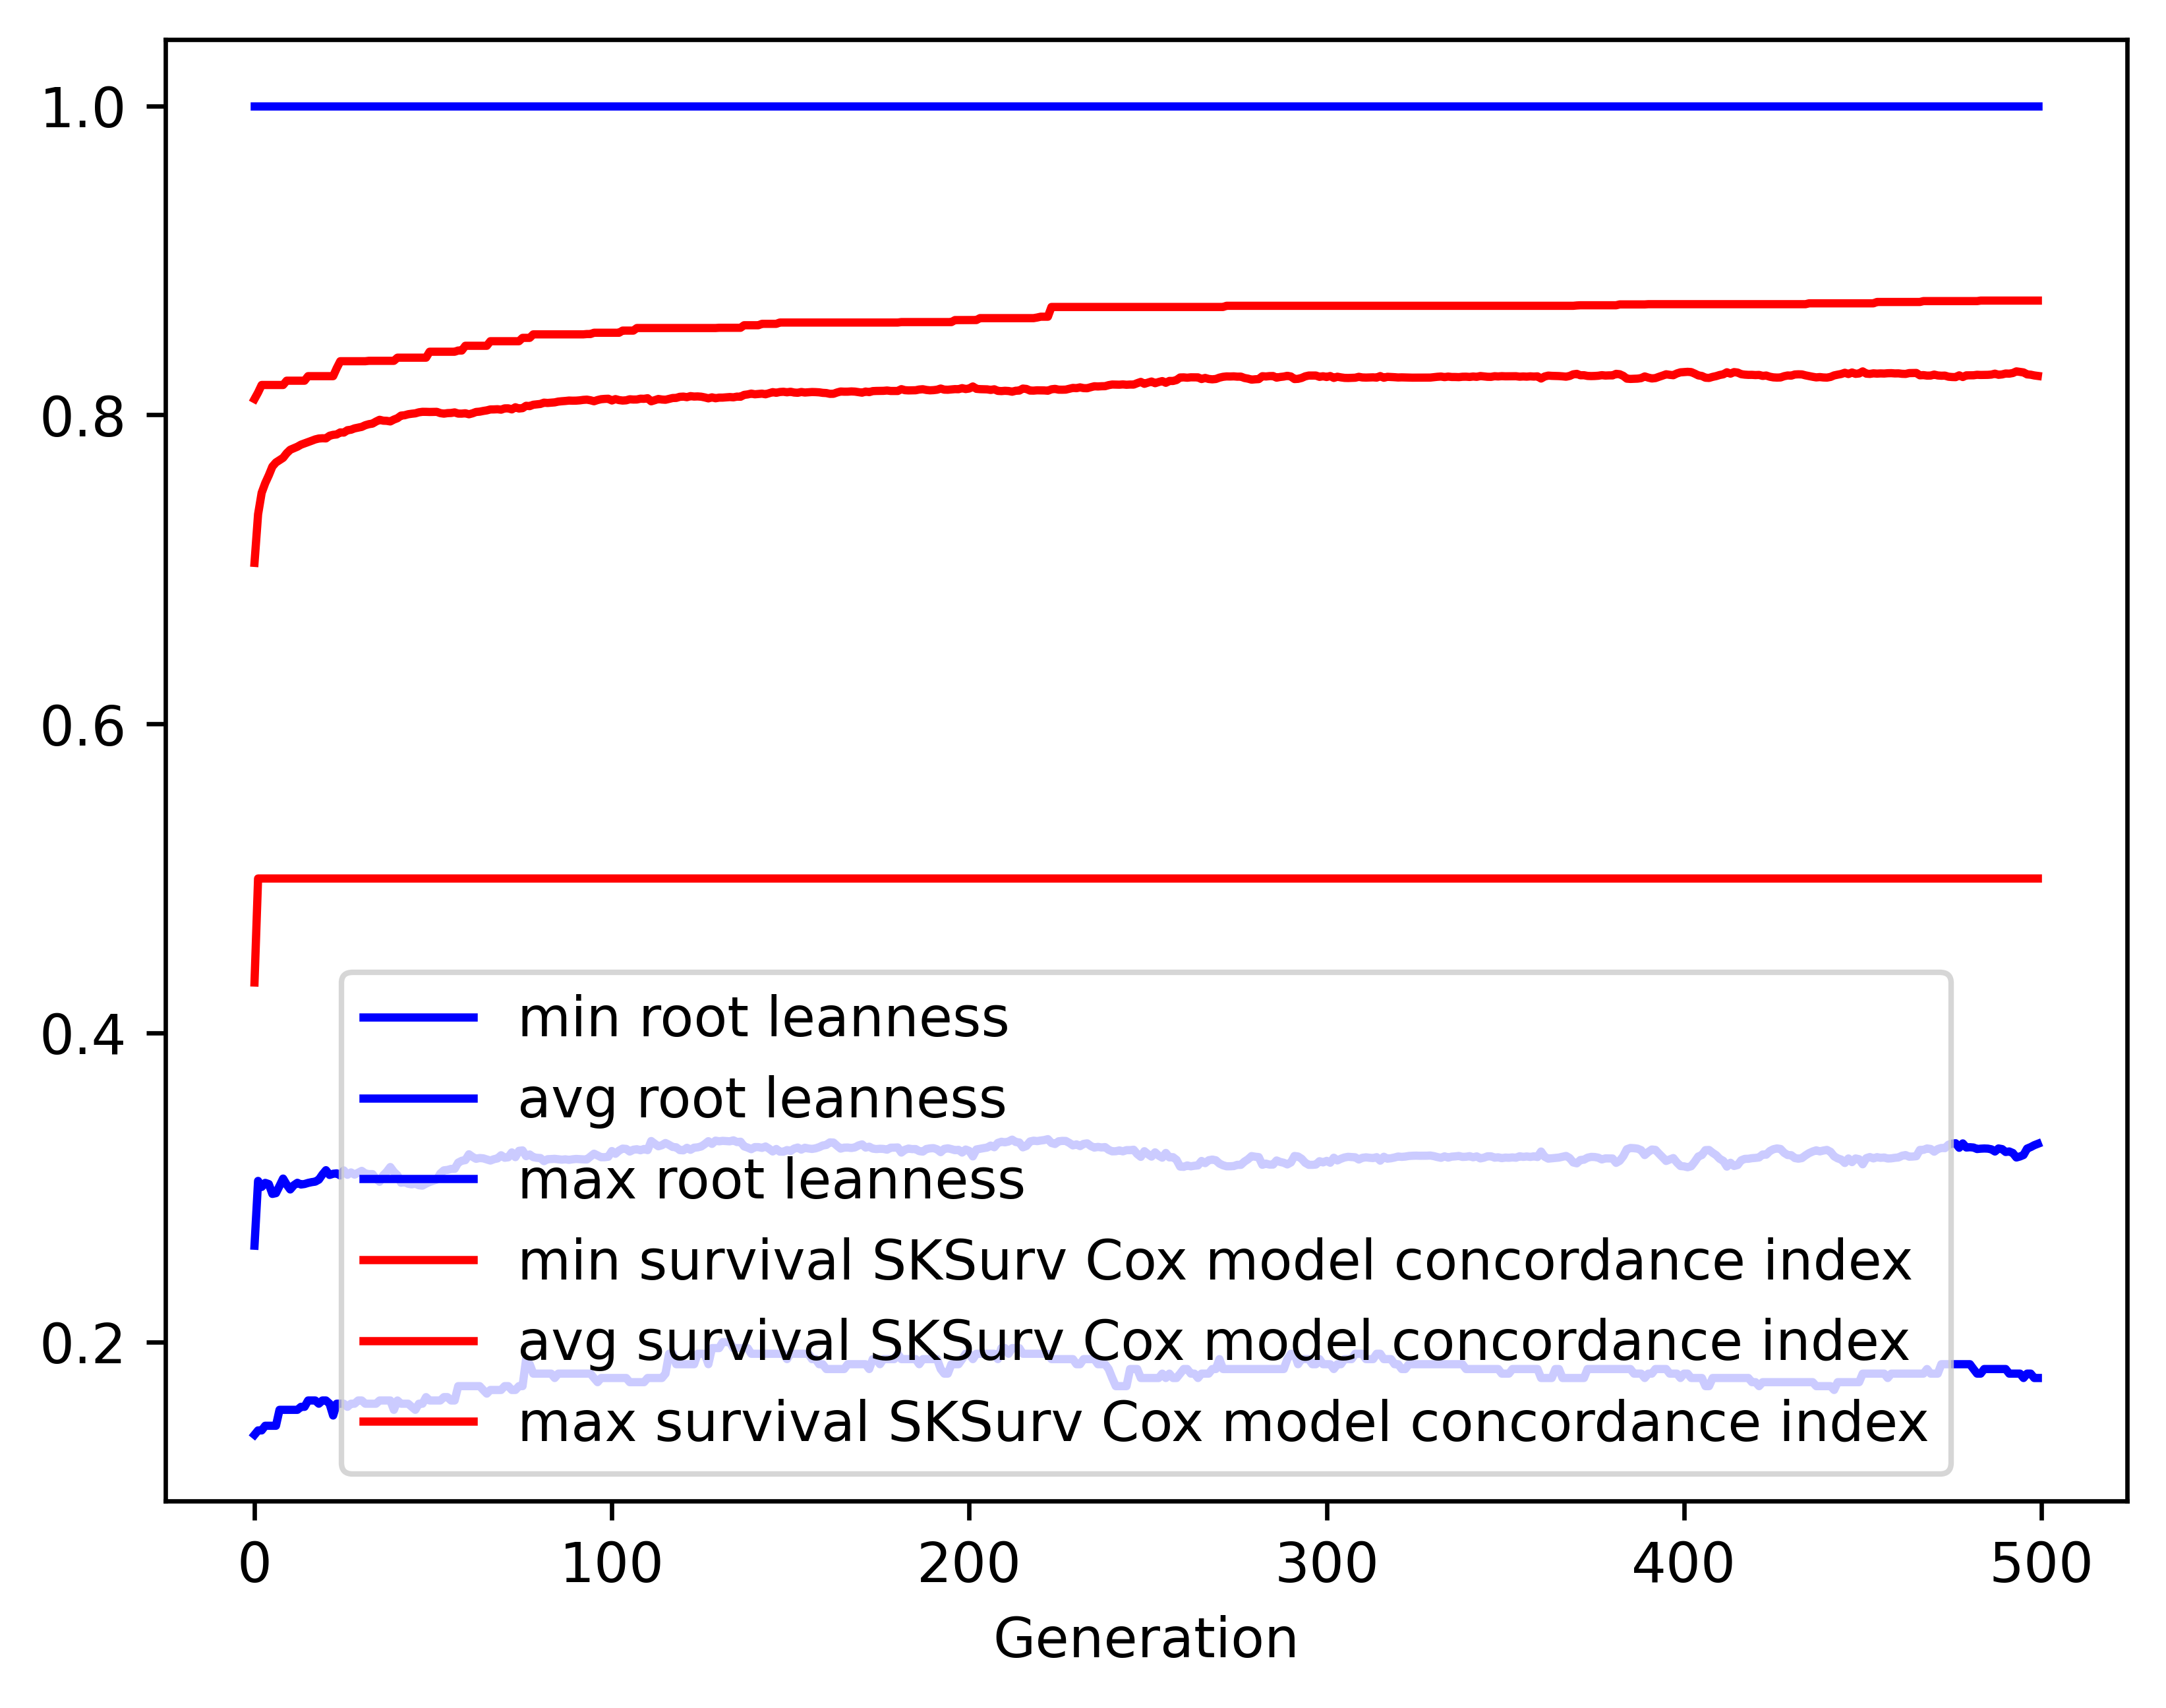 1.0
0.8
0.6
0.4
0.2
min root leanness
avg root leanness
max root leanness
min survival SKSurv Cox model concordance index
avg survival SKSurv Cox model concordance index
max survival SKSurv Cox model concordance index
0 100 200 300 400 500
Generation